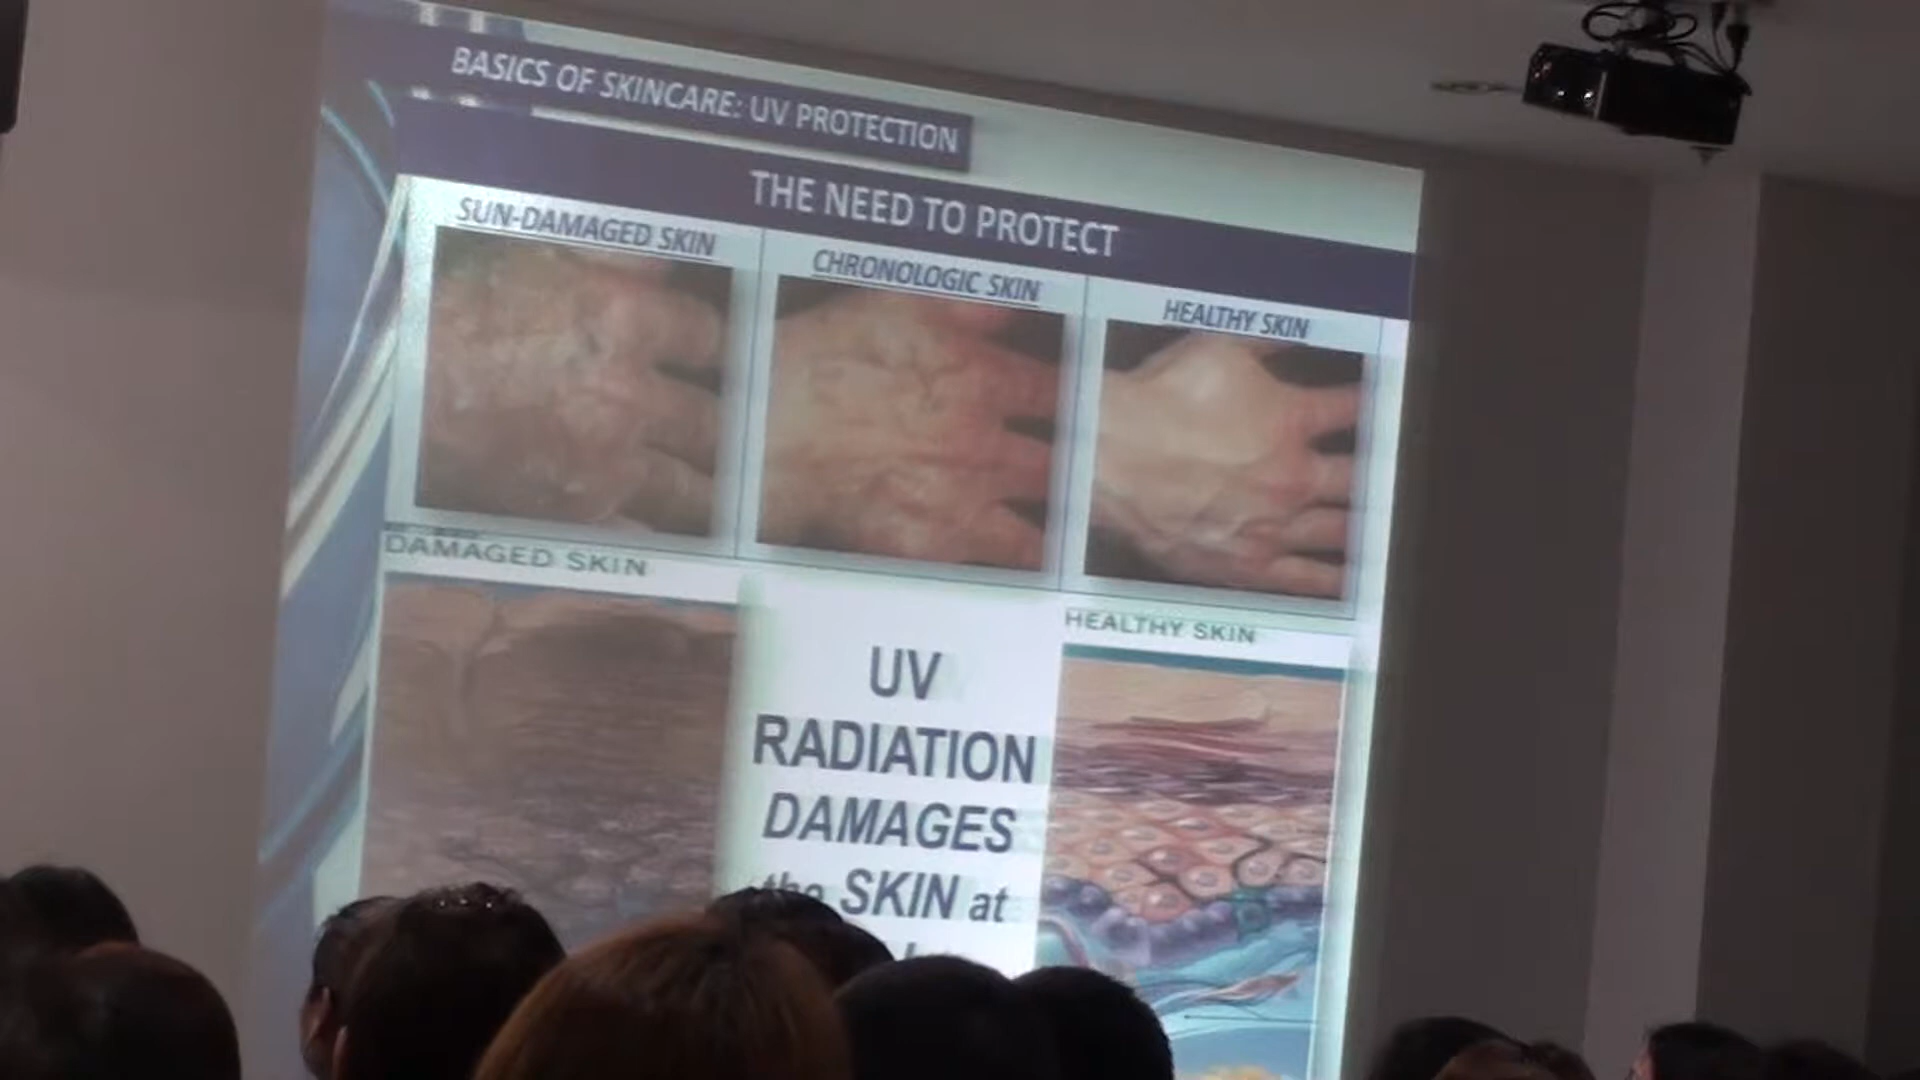 BASICS OF SKINCARE: UV PROTECTION
THE NEED TO PROTECT
SUN-DAMAGED SKIN
CHRONOLOGIC SKIN
HEALTHY SKIN
DAMAGED SKIN
HEALTHY SKIN
UV
RADIATION
DAMAGES
the SKIN at